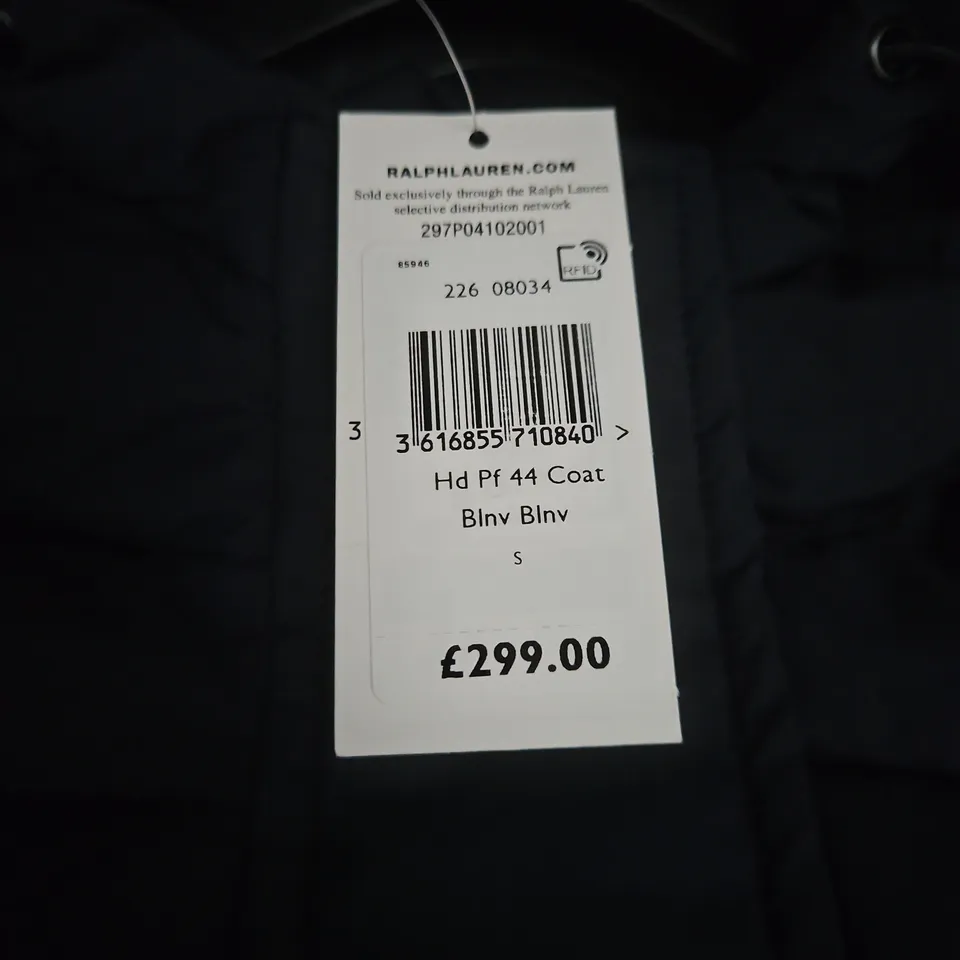 RALPHLAUREN.COM
Sold exclusively through the Ralph Lauren
selective distribution network
297P04102001
85946
RFID
226 08034
3
3 616855 710840 >
Hd Pf 44 Coat
Blnv Blnv
S
£299.00